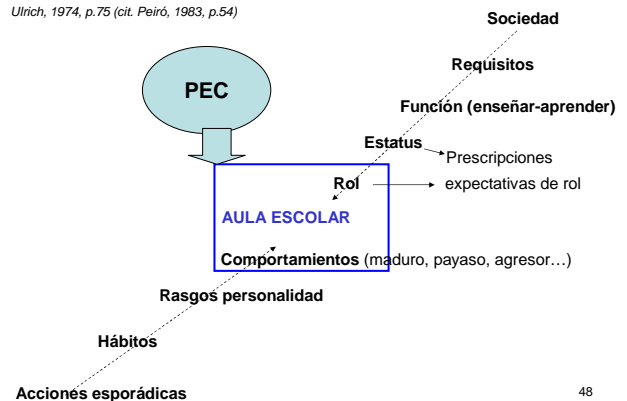 Ulrich, 1974, p.75 (cit. Peiró, 1983, p.54)
Sociedad
Requisitos
PEC
Función (enseñar-aprender)
Estatus
Prescripciones
Rol
expectativas de rol
AULA ESCOLAR
Comportamientos (maduro, payaso, agresor…)
Rasgos personalidad
Hábitos
Acciones esporádicas
48